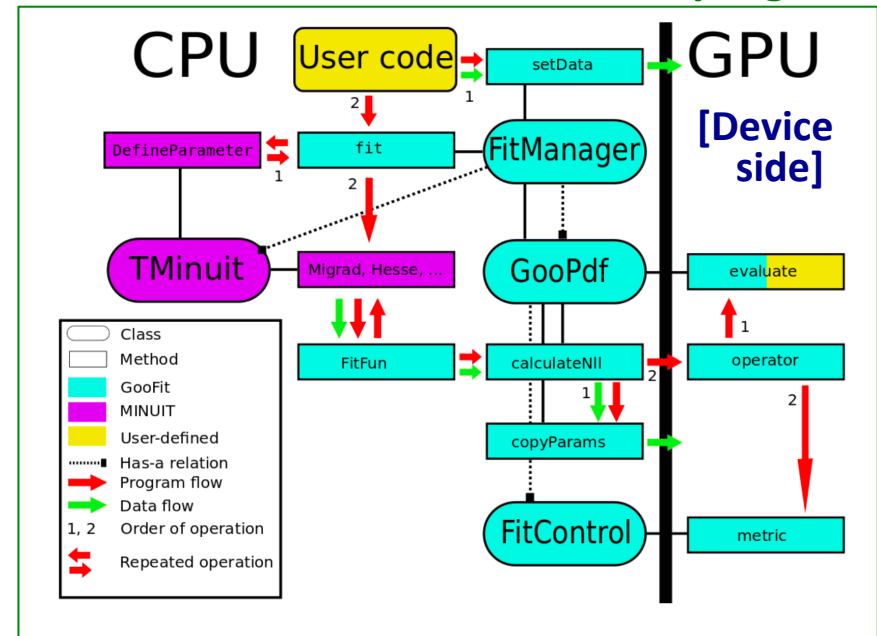 CPU
User code
setData
GPU
1
2
[Device
side]
DefineParameter
fit
FitManager
1
2
TMinuit
Migrad, Hesse, ...
GooPdf
evaluate
1
FitFun
calculateNll
2
operator
1
2
copyParams
FitControl
metric
Class
Method
GooFit
MINUIT
User-defined
Has-a relation
Program flow
Data flow
1, 2 Order of operation
Repeated operation